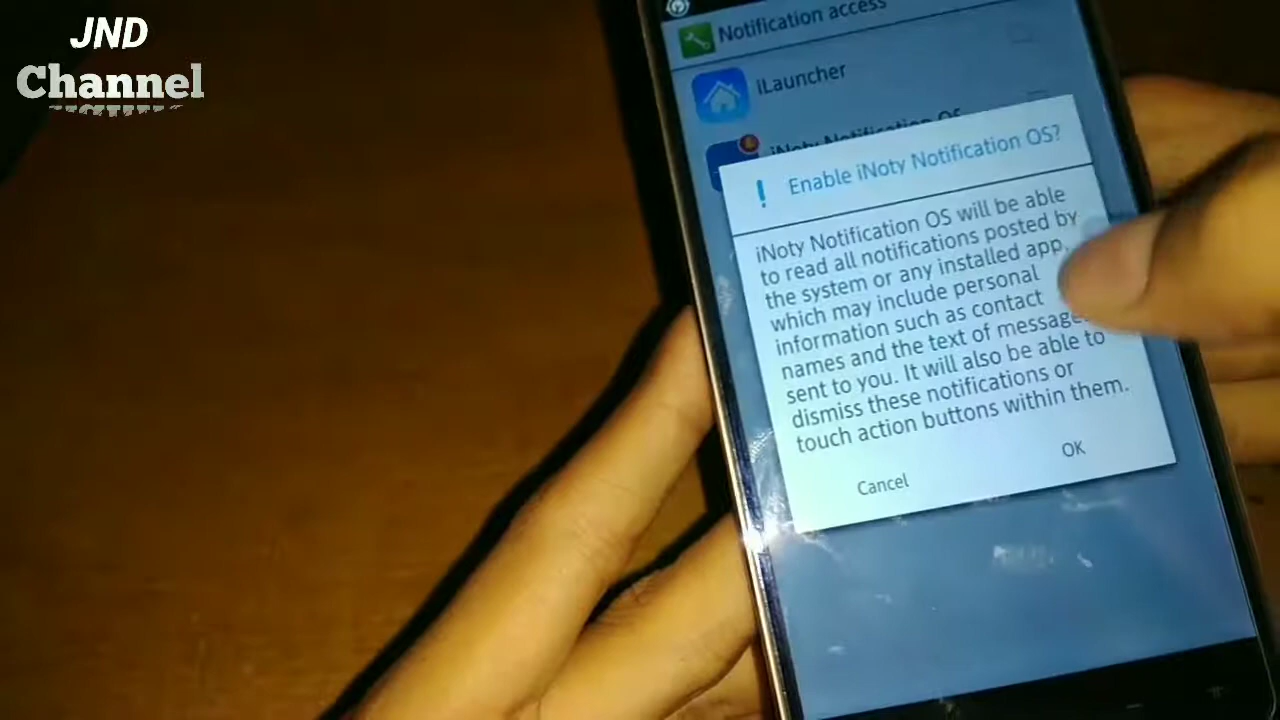 JND
Channel
Notification access
iLauncher
iNoty Notification OS
Enable iNoty Notification OS?
iNoty Notification OS will be able
to read all notifications posted by
the system or any installed app,
which may include personal
information such as contact
names and the text of messages
sent to you. It will also be able to
dismiss these notifications or
touch action buttons within them.
Cancel
OK